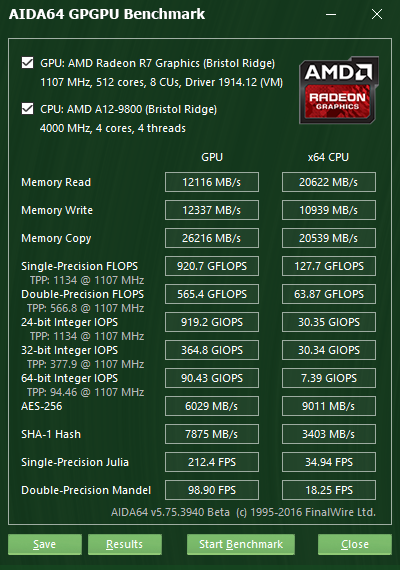 AIDA64 GPGPU Benchmark
GPU: AMD Radeon R7 Graphics (Bristol Ridge)
1107 MHz, 512 cores, 8 CUs, Driver 1914.12 (VM)
CPU: AMD A12-9800 (Bristol Ridge)
4000 MHz, 4 cores, 4 threads
AMD
RADEON
GRAPHICS
GPU x64 CPU
Memory Read 12116 MB/s 20622 MB/s
Memory Write 12337 MB/s 10939 MB/s
Memory Copy 26216 MB/s 20539 MB/s
Single-Precision FLOPS 920.7 GFLOPS 127.7 GFLOPS
TPP: 1134 @ 1107 MHz
Double-Precision FLOPS 565.4 GFLOPS 63.87 GFLOPS
TPP: 566.8 @ 1107 MHz
24-bit Integer IOPS 919.2 GIOPS 30.35 GIOPS
TPP: 1134 @ 1107 MHz
32-bit Integer IOPS 364.8 GIOPS 30.34 GIOPS
TPP: 377.9 @ 1107 MHz
64-bit Integer IOPS 90.43 GIOPS 7.39 GIOPS
TPP: 94.46 @ 1107 MHz
AES-256 6029 MB/s 9011 MB/s
SHA-1 Hash 7875 MB/s 3403 MB/s
Single-Precision Julia 212.4 FPS 34.94 FPS
Double-Precision Mandel 98.90 FPS 18.25 FPS
AIDA64 v5.75.3940 Beta (c) 1995-2016 FinalWire Ltd.
Save Results Start Benchmark Close